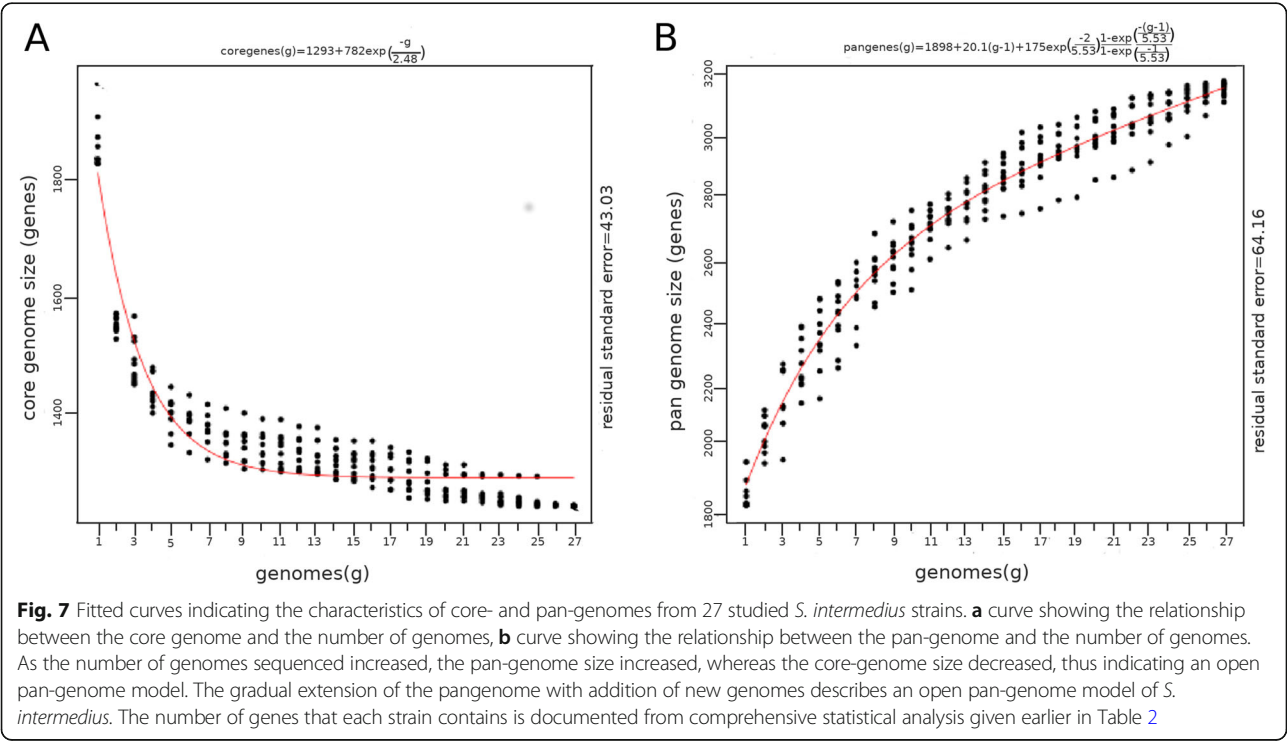 A
coregenes(g)=1293+782exp(-g/2.48)
core genome size (genes)
1800
1600
1400
1 3 5 7 9 11 13 15 17 19 21 23 25 27
genomes(g)
residual standard error=43.03
B
pangenes(g)=1898+20.1(g-1)+175exp(-2/5.53) 1-exp(-(g-1)/5.53) / 1-exp(-1/5.53)
pan genome size (genes)
3200
3000
2800
2600
2400
2200
2000
1800
1 3 5 7 9 11 13 15 17 19 21 23 25 27
genomes(g)
residual standard error=64.16
Fig. 7 Fitted curves indicating the characteristics of core- and pan-genomes from 27 studied S. intermedius strains. a curve showing the relationship
between the core genome and the number of genomes, b curve showing the relationship between the pan-genome and the number of genomes.
As the number of genomes sequenced increased, the pan-genome size increased, whereas the core-genome size decreased, thus indicating an open
pan-genome model. The gradual extension of the pangenome with addition of new genomes describes an open pan-genome model of S.
intermedius. The number of genes that each strain contains is documented from comprehensive statistical analysis given earlier in Table 2